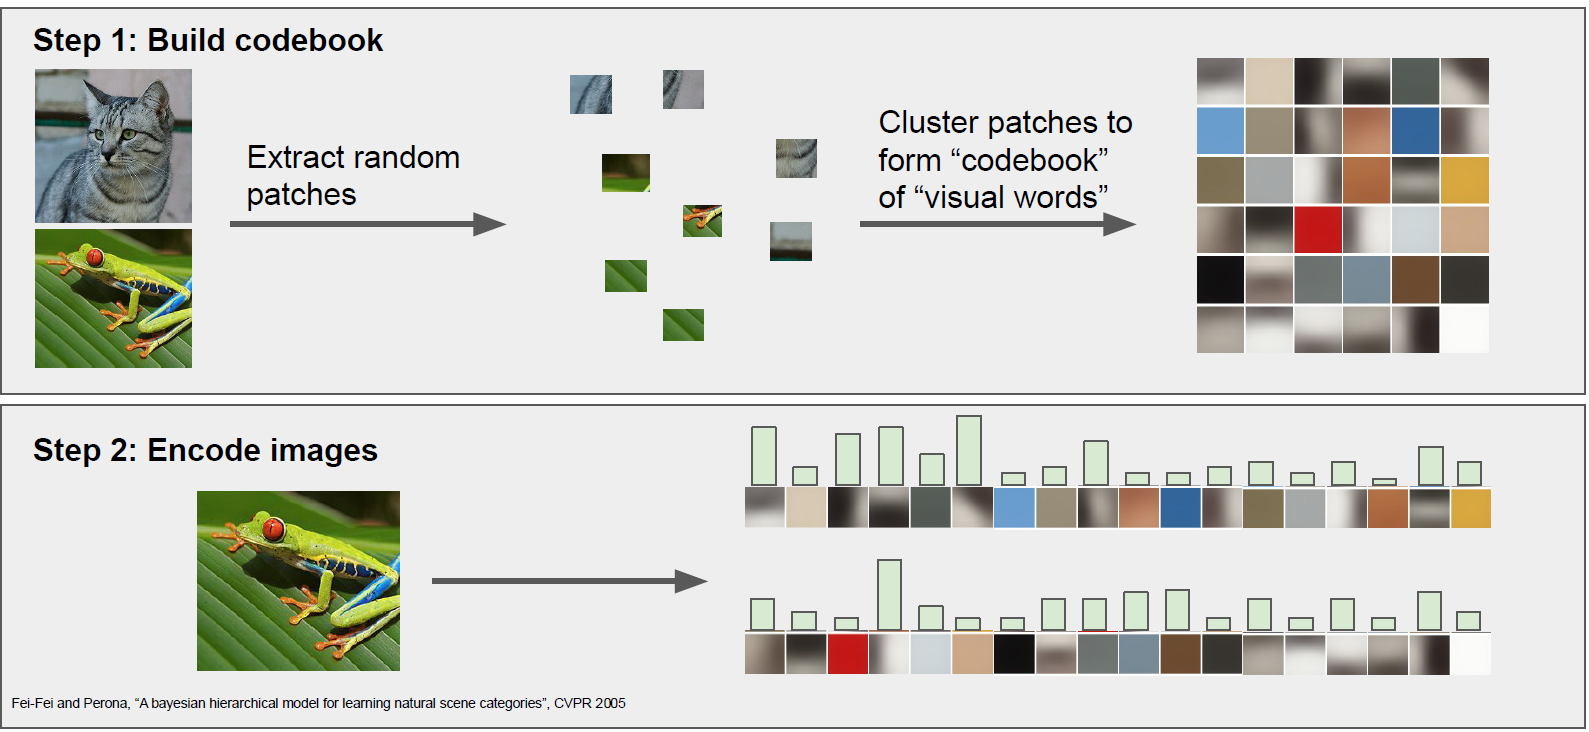 Step 1: Build codebook
Extract random
patches
Cluster patches to
form “codebook”
of “visual words”
Step 2: Encode images
Fei-Fei and Perona, “A bayesian hierarchical model for learning natural scene categories”, CVPR 2005